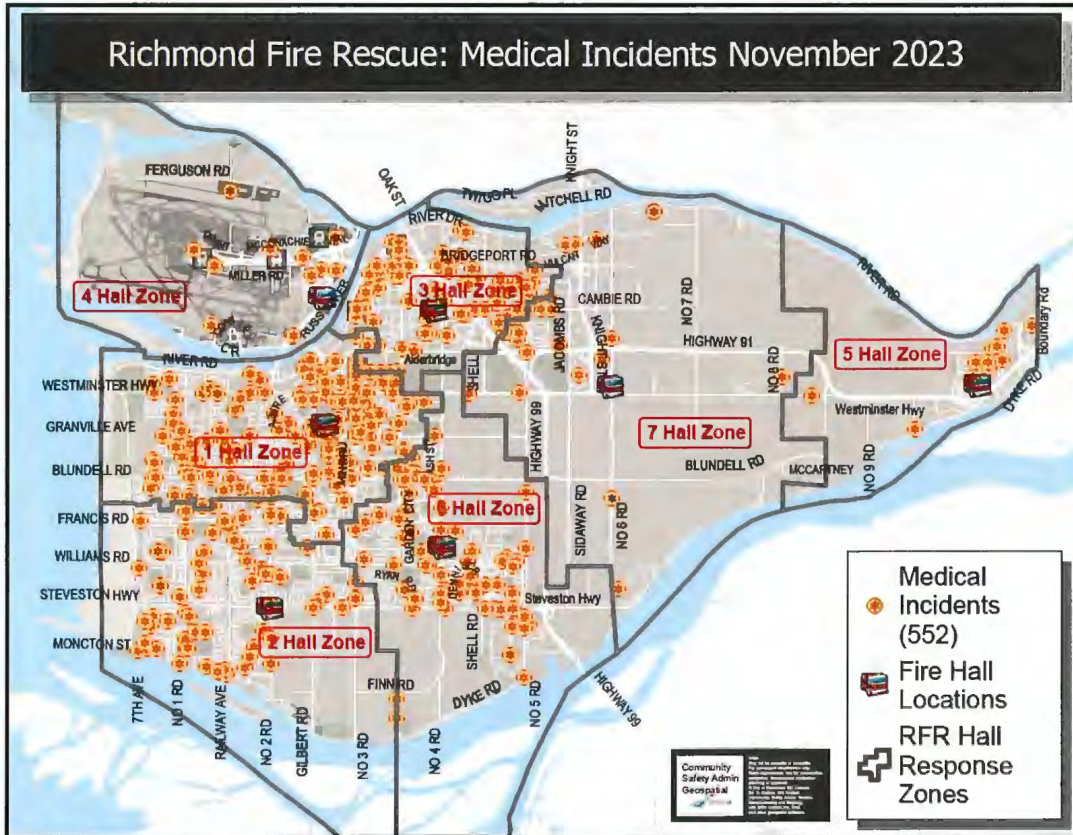 Richmond Fire Rescue: Medical Incidents November 2023
KNIGHT ST
OAK ST
FERGUSON RD
MITCHELL RD
RIVER DR
BRIDGEPORT RD
MCCONACHIE WAY
MILLER RD
4 Hall Zone
3 Hall Zone
CAMBIE RD
NO 7 RD
RIVER RD
Boundary Rd
JACOMBS RD
HIGHWAY 91
5 Hall Zone
RIVER RD
Alderbridge
SHELL
NO 8 RD
DYKE RD
WESTMINSTER HWY
Westminster Hwy
GRANVILLE AVE
1 Hall Zone
HIGHWAY 99
7 Hall Zone
BLUNDELL RD
ASH ST
BLUNDELL RD
MCCARTNEY
NO 9 RD
FRANCIS RD
GARDEN CITY
6 Hall Zone
SIDAWAY RD
NO 6 RD
WILLIAMS RD
RYAN
STEVESTON HWY
Steveston Hwy
MONCTON ST
2 Hall Zone
SHELL RD
FINN RD
DYKE RD
HIGHWAY 99
7TH AVE
NO 1 RD
RAILWAY AVE
NO 2 RD
GILBERT RD
NO 3 RD
NO 4 RD
NO 5 RD
Medical
Incidents
(552)
Fire Hall
Locations
RFR Hall
Response
Zones
Community
Safety Admin
Geospatial